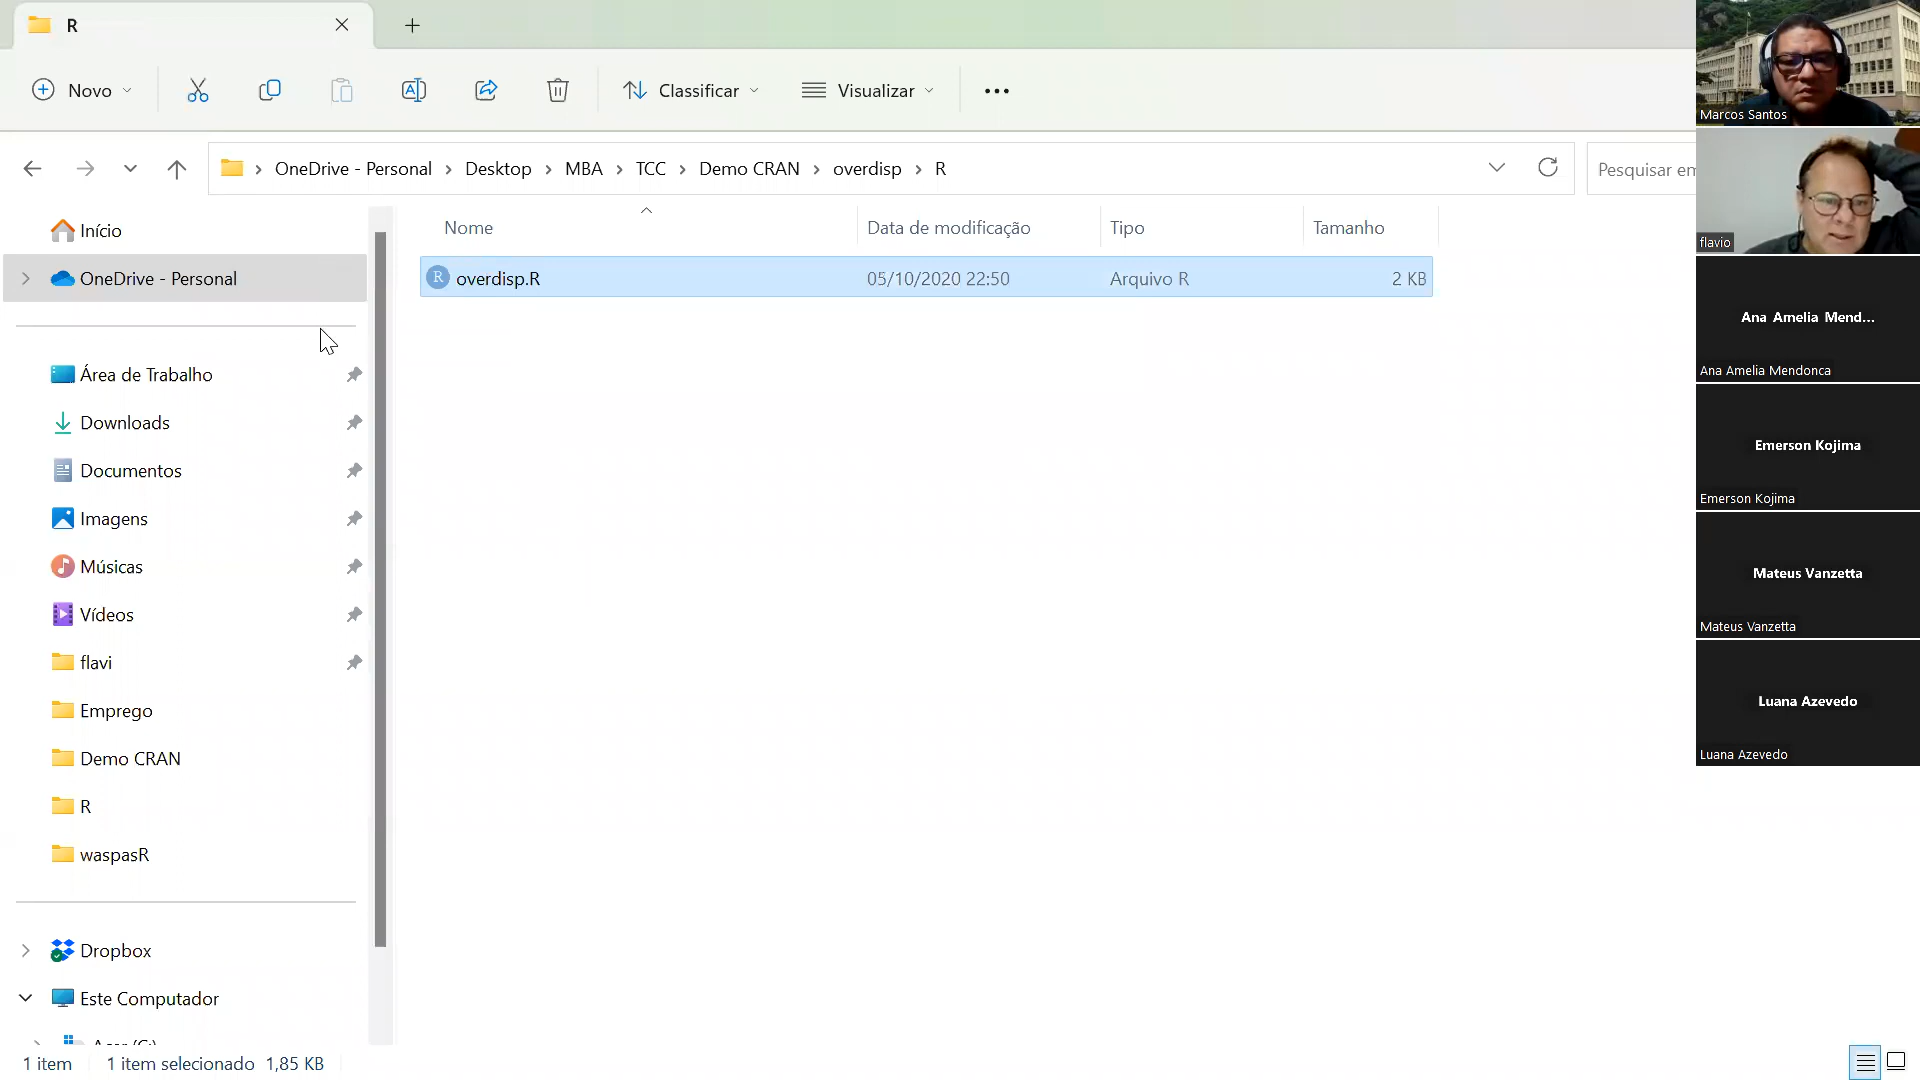 R
Novo
Classificar
Visualizar
OneDrive - Personal > Desktop > MBA > TCC > Demo CRAN > overdisp > R
Pesquisar em
Início
OneDrive - Personal
Área de Trabalho
Downloads
Documentos
Imagens
Músicas
Vídeos
flavi
Emprego
Demo CRAN
R
waspasR
Dropbox
Este Computador
Nome Data de modificação Tipo Tamanho
overdisp.R 05/10/2020 22:50 Arquivo R 2 KB
1 item 1 item selecionado 1,85 KB
Marcos Santos
flavio
Ana Amelia Mend...
Ana Amelia Mendonca
Emerson Kojima
Emerson Kojima
Mateus Vanzetta
Mateus Vanzetta
Luana Azevedo
Luana Azevedo